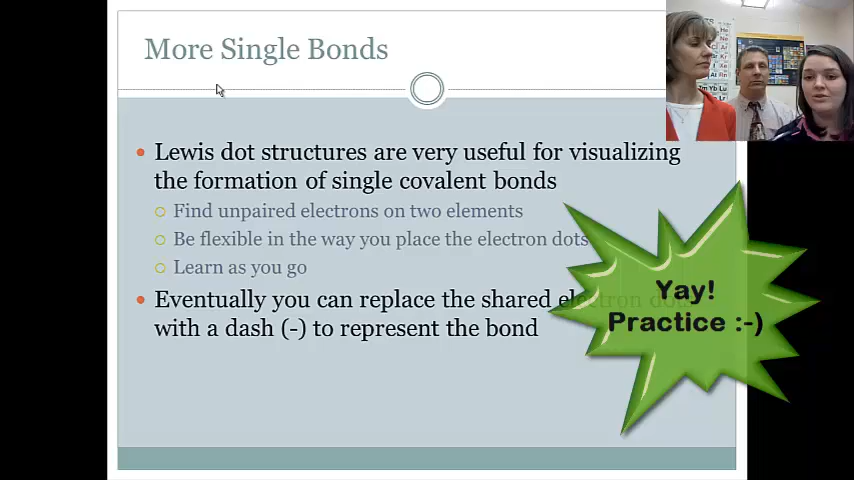 More Single Bonds
Lewis dot structures are very useful for visualizing
the formation of single covalent bonds
Find unpaired electrons on two elements
Be flexible in the way you place the electron dots
Learn as you go
Eventually you can replace the shared electron dots
with a dash (-) to represent the bond
Yay!
Practice :-)